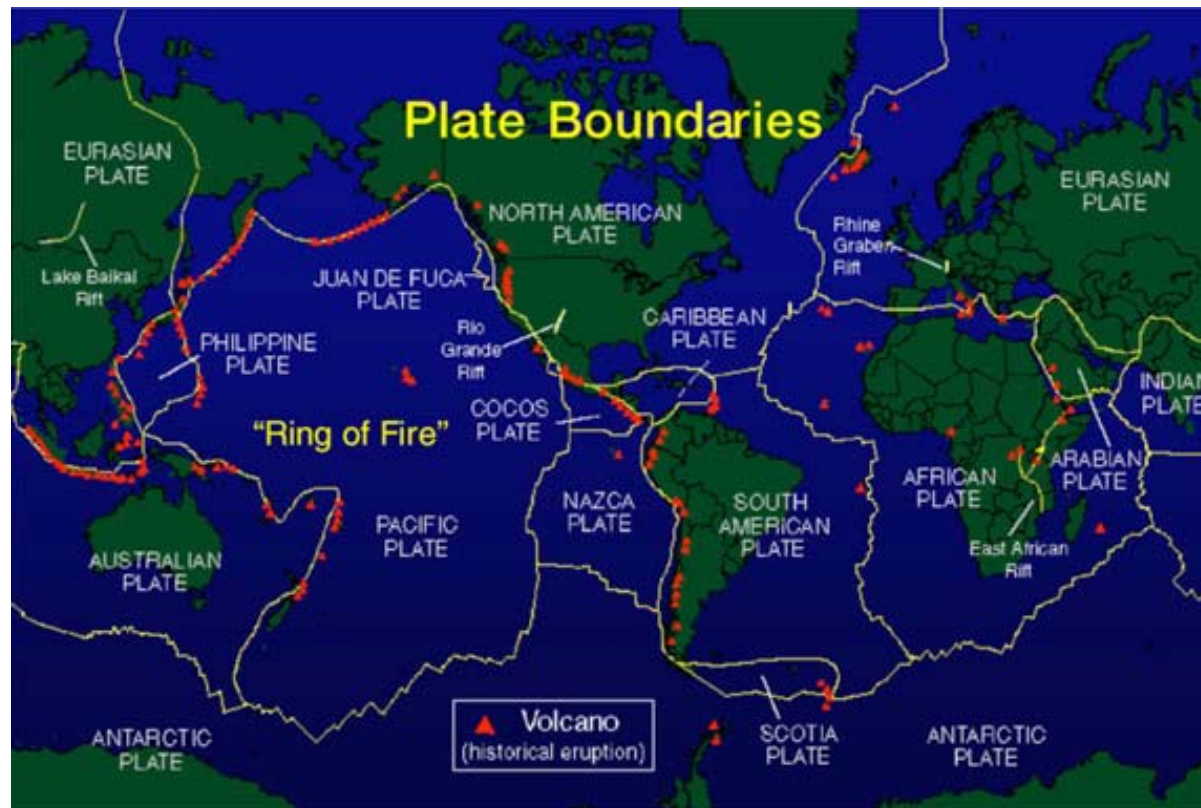 Plate Boundaries
EURASIAN
PLATE
NORTH AMERICAN
PLATE
EURASIAN
PLATE
Rhine
Graben
Rift
Lake Baikal
Rift
JUAN DE FUCA
PLATE
Rio
Grande
Rift
CARIBBEAN
PLATE
PHILIPPINE
PLATE
INDIAN
PLATE
COCOS
PLATE
"Ring of Fire"
ARABIAN
PLATE
AFRICAN
PLATE
NAZCA
PLATE
SOUTH
AMERICAN
PLATE
PACIFIC
PLATE
AUSTRALIAN
PLATE
East African
Rift
Volcano
(historical eruption)
SCOTIA
PLATE
ANTARCTIC
PLATE
ANTARCTIC
PLATE